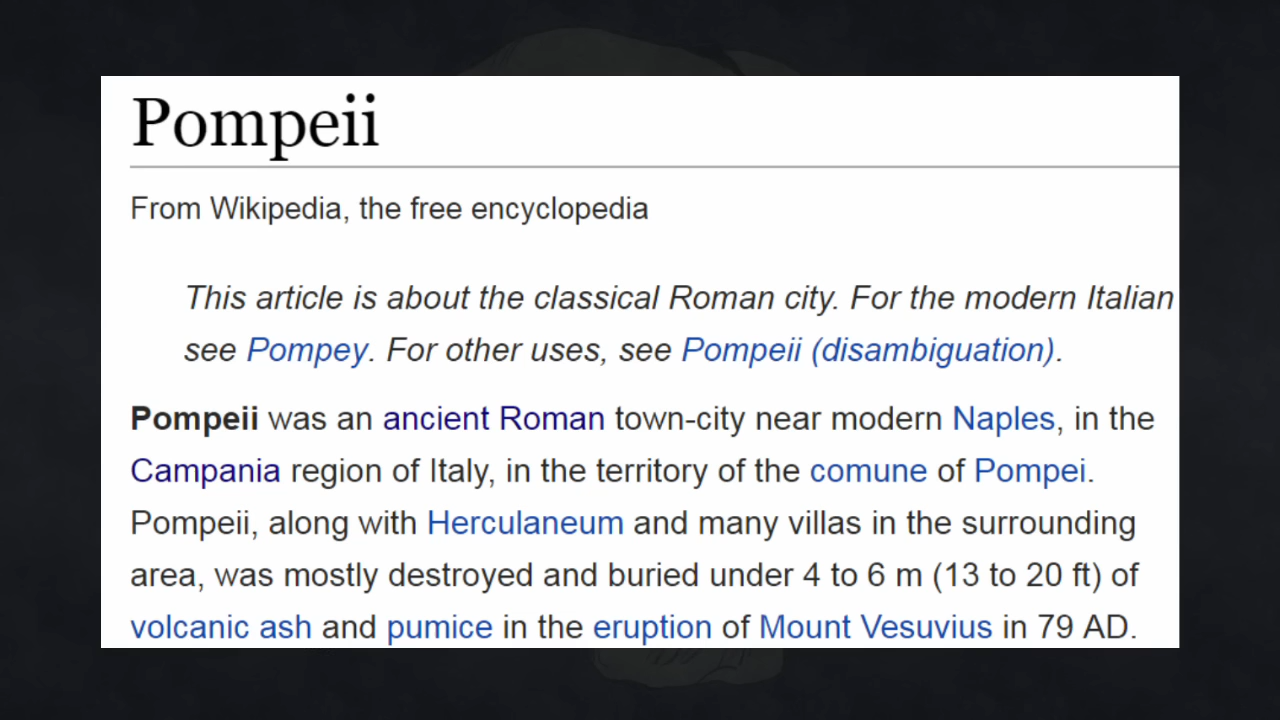 Pompeii
From Wikipedia, the free encyclopedia
This article is about the classical Roman city. For the modern Italian
see Pompey. For other uses, see Pompeii (disambiguation).
Pompeii was an ancient Roman town-city near modern Naples, in the
Campania region of Italy, in the territory of the comune of Pompei.
Pompeii, along with Herculaneum and many villas in the surrounding
area, was mostly destroyed and buried under 4 to 6 m (13 to 20 ft) of
volcanic ash and pumice in the eruption of Mount Vesuvius in 79 AD.